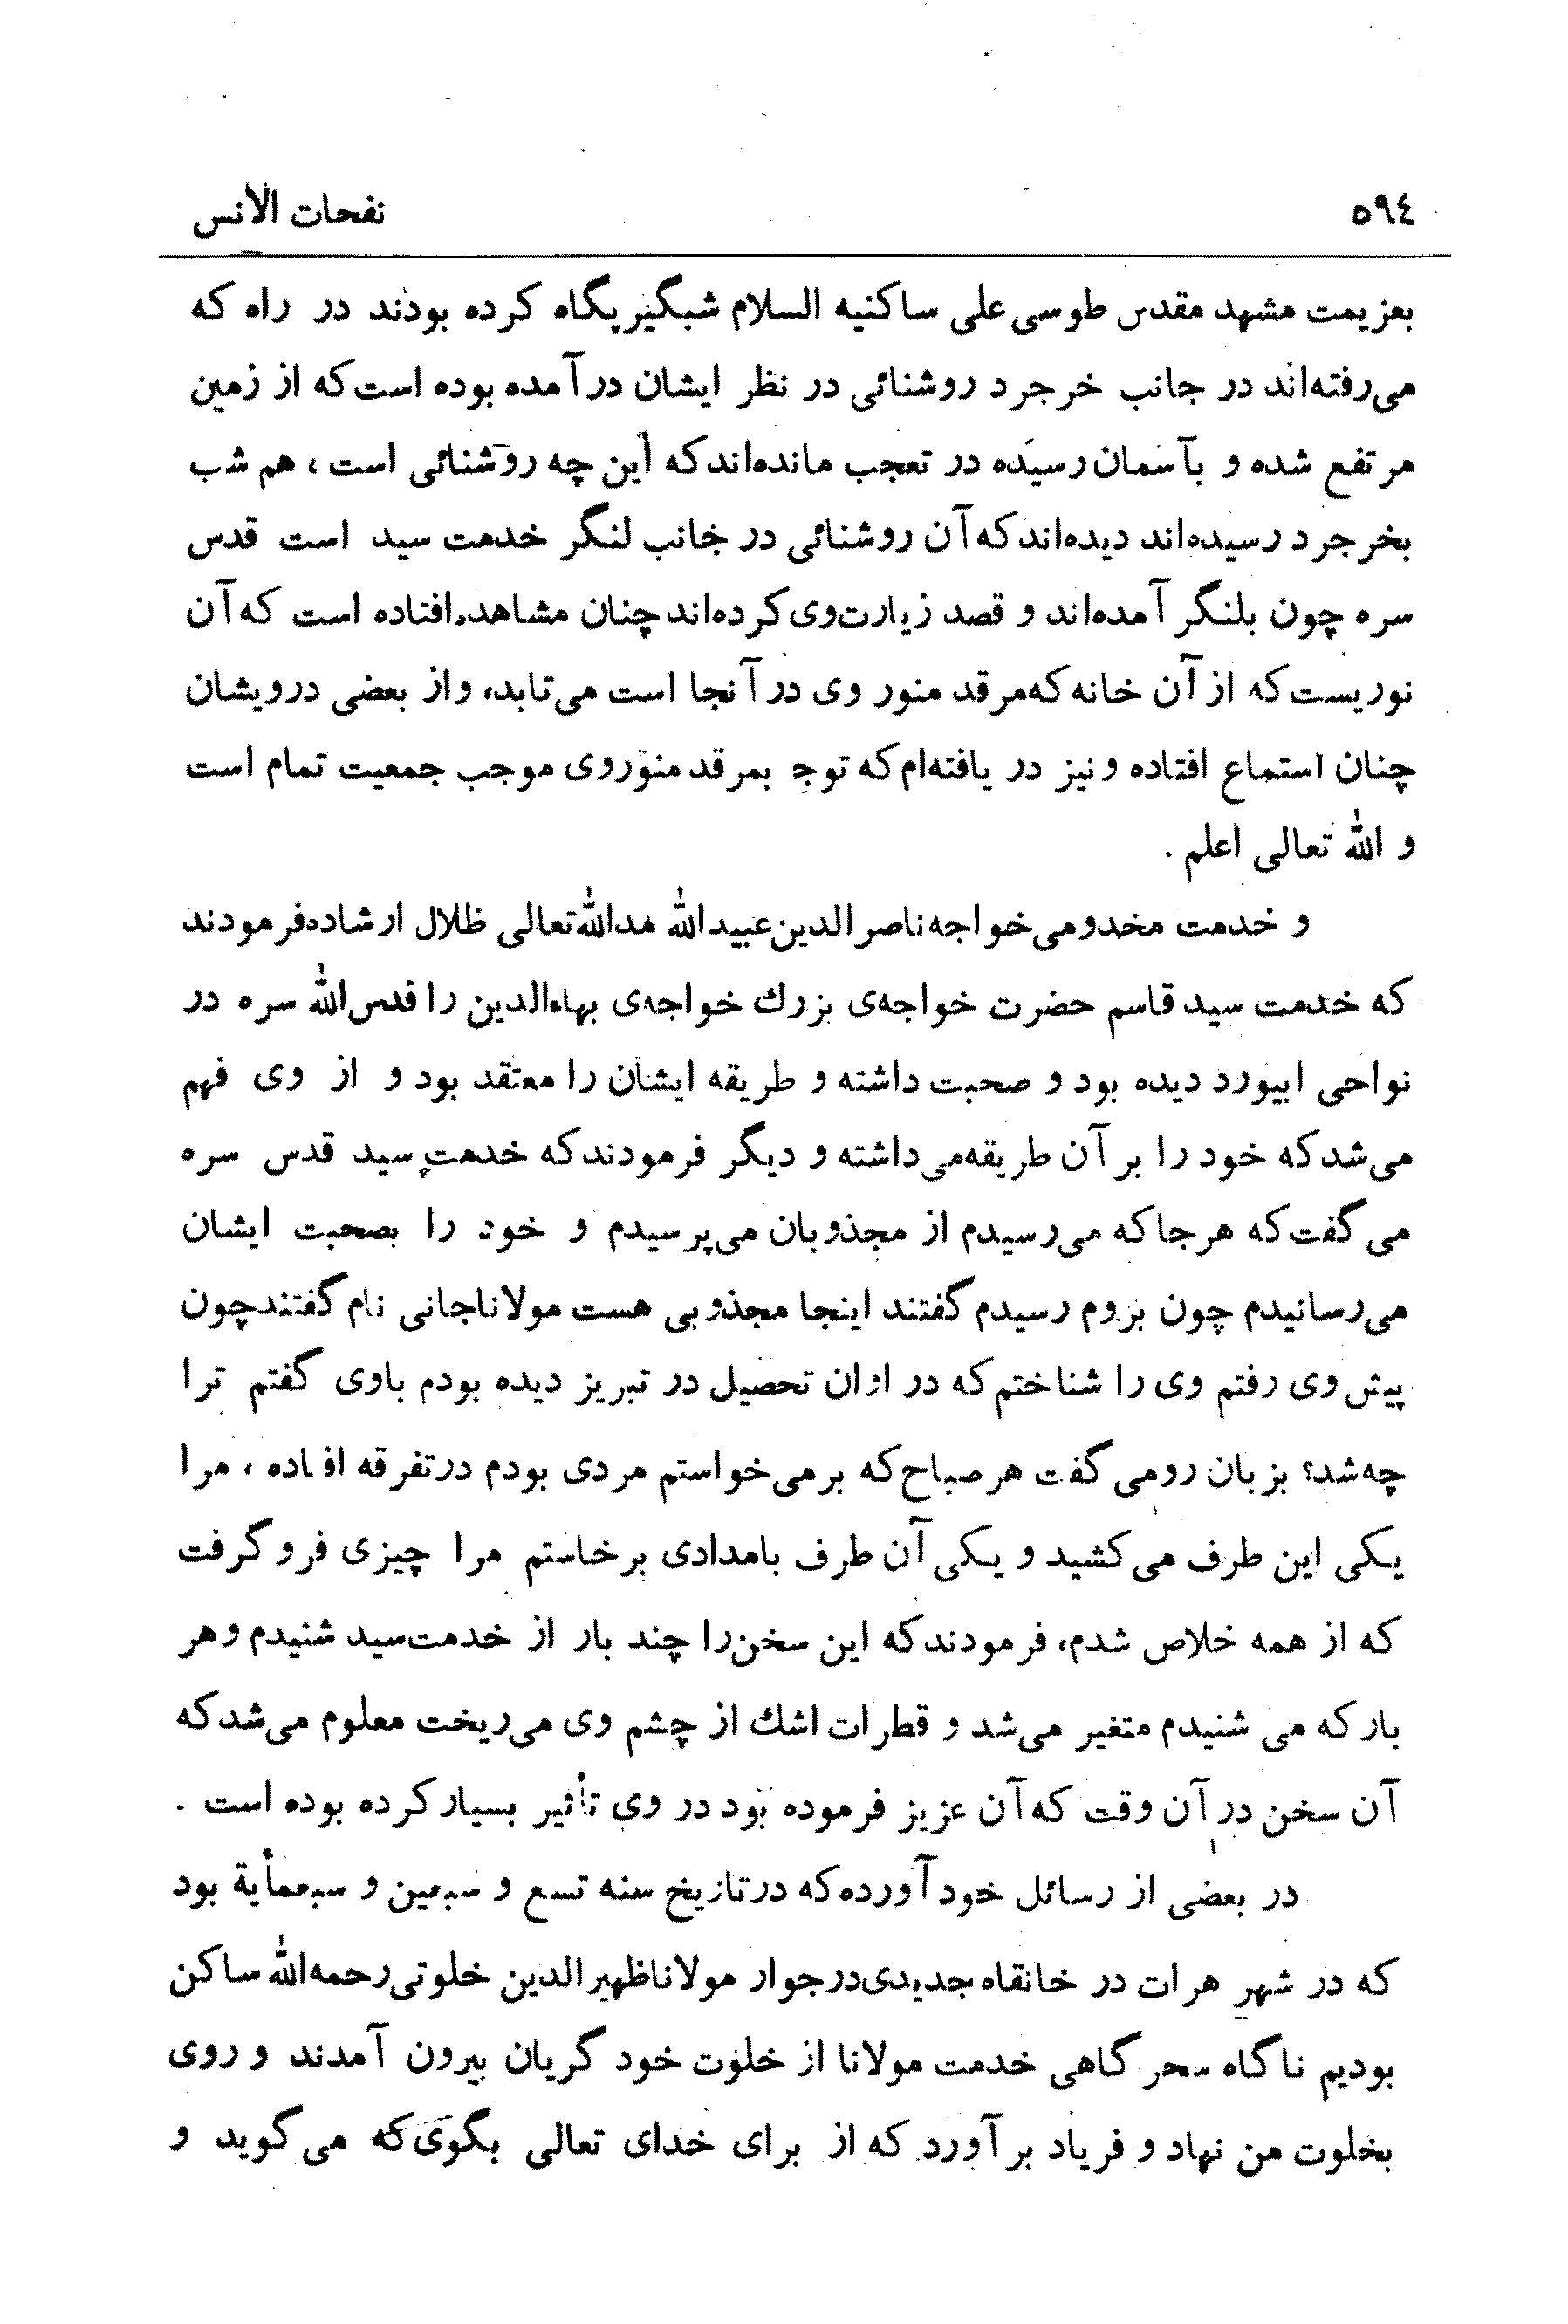 ٥٩٤ نفحات الأنس
بعزیمت مشهد مقدس طوسی علی ساکنیه السلام شبگیر پگاه کرده بودند در راه که
می‌رفته‌اند در جانب خرجرد روشنائی در نظر ایشان درآمده بوده است که از زمین
مرتفع شده و بآسمان رسیده در تعجب مانده‌اند که این چه روشنائی است ، هم شب
بخرجرد رسیده‌اند دیده‌اند که آن روشنائی در جانب لنگر خدمت سید است قدس
سره چون بلنگر آمده‌اند و قصد زیارت وی کرده‌اند چنان مشاهده افتاده است که آن
نوریست که از آن خانه که مرقد منور وی در آنجا است می‌تابد، واز بعضی درویشان
چنان استماع افتاده و نیز در یافته‌ام که توجه بمرقد منوّر وی موجب جمعیت تمام است
و الله تعالی اعلم .
و خدمت مخدومی خواجه ناصرالدین عبیدالله مدالله تعالی ظلال ارشاده فرمودند
که خدمت سید قاسم حضرت خواجه‌ی بزرك خواجه‌ی بهاءالدین را قدس‌الله سره در
نواحی ابیورد دیده بود و صحبت داشته و طریقه ایشان را معتقد بود و از وی فهم
می‌شد که خود را بر آن طریقه می‌داشته و دیگر فرمودند که خدمت سید قدس سره
می گفت که هرجا که می‌رسیدم از مجذوبان می‌پرسیدم و خود را بصحبت ایشان
می‌رسانیدم چون بروم رسیدم گفتند اینجا مجذوبی هست مولاناجانی نام گفتند چون
پیش وی رفتم وی را شناختم که در اوان تحصیل در تبریز دیده بودم باوی گفتم ترا
چه شد؟ بزبان رومی گفت هر صباح که برمی‌خواستم مردی بودم در تفرقه افاده ، مرا
یکی این طرف می کشید و یکی آن طرف بامدادی برخاستم مرا چیزی فرو گرفت
که از همه خلاص شدم، فرمودند که این سخن را چند بار از خدمت سید شنیدم و هر
بار که می شنیدم متغیر می‌شد و قطرات اشك از چشم وی می‌ریخت معلوم می‌شد که
آن سخن در آن وقت که آن عزیز فرموده بود در وی تأثیر بسیار کرده بوده است .
در بعضی از رسائل خود آورده که در تاریخ سنه تسع و سبعین و سبعمأیة بود
که در شهر هرات در خانقاه جدیدی در جوار مولانا ظهیرالدین خلوتی رحمه‌الله ساکن
بودیم ناگاه سحرگاهی خدمت مولانا از خلوت خود گریان بیرون آمدند و روی
بخلوت من نهاد و فریاد برآورد که از برای خدای تعالی بگوی که می گوید و